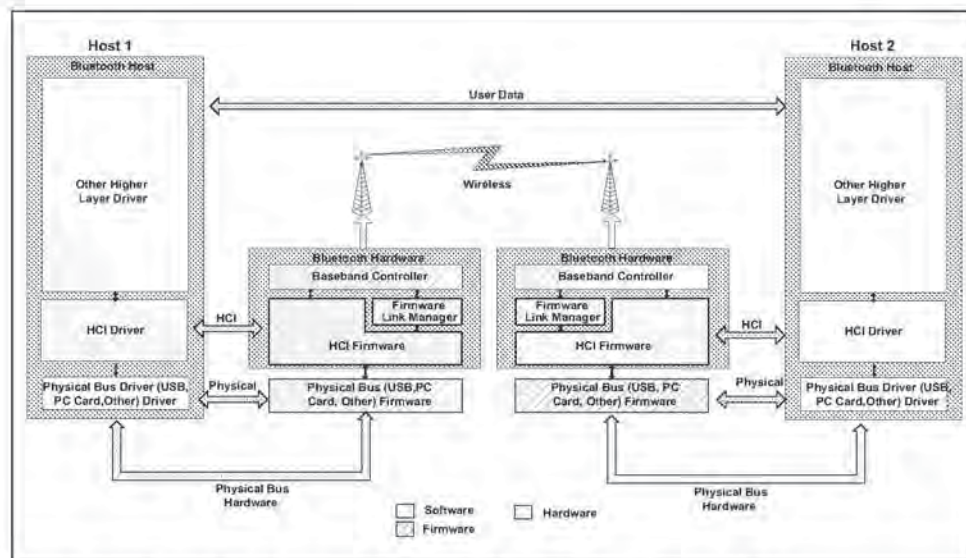 Host 1
Host 2
Bluetooth Host
Bluetooth Host
User Data
Other Higher
Layer Driver
Wireless
Other Higher
Layer Driver
Bluetooth Hardware
Bluetooth Hardware
Baseband Controller
Baseband Controller
Firmware
Link Manager
Firmware
Link Manager
HCI Driver
HCI
HCI Firmware
HCI Firmware
HCI
HCI Driver
Physical Bus Driver (USB,
PC Card,Other) Driver
Physical
Physical Bus (USB,PC
Card, Other) Firmware
Physical Bus (USB, PC
Card, Other) Firmware
Physical
Physical Bus Driver (USB,
PC Card,Other) Driver
Physical Bus
Hardware
Physical Bus
Hardware
Software
Hardware
Firmware